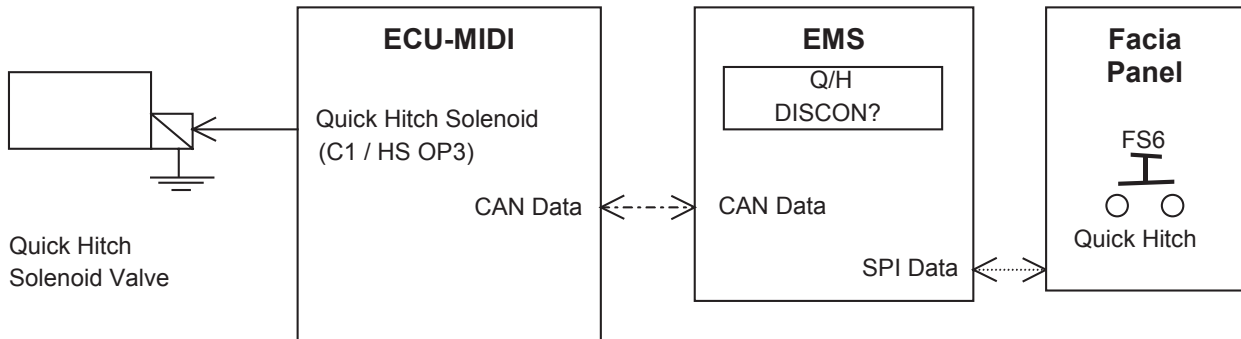 ECU-MIDI
Quick Hitch Solenoid
(C1 / HS OP3)
CAN Data
Quick Hitch
Solenoid Valve
EMS
Q/H
DISCON?
CAN Data
SPI Data
Facia
Panel
FS6
Quick Hitch